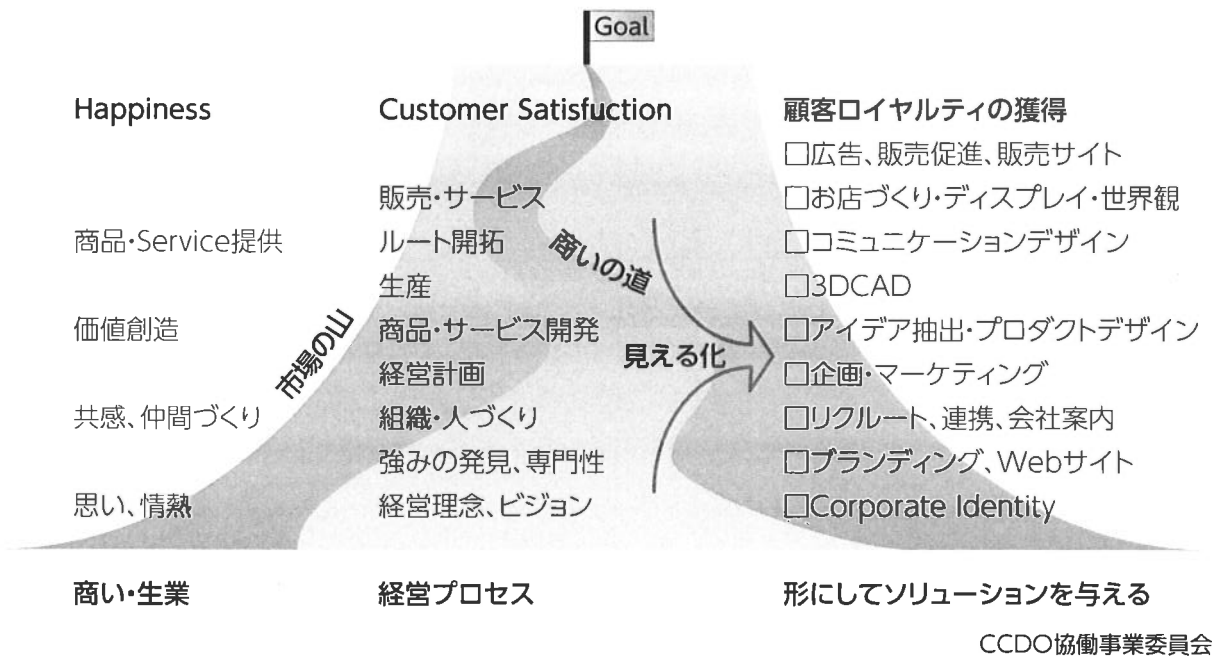 Goal
Happiness
Customer Satisfuction
顧客ロイヤルティの獲得
□広告、販売促進、販売サイト
販売・サービス
□お店づくり・ディスプレイ・世界観
商品・Service提供
ルート開拓
商いの道
□コミュニケーションデザイン
生産
□3DCAD
価値創造
市場の山
商品・サービス開発
見える化
□アイデア抽出・プロダクトデザイン
経営計画
□企画・マーケティング
共感、仲間づくり
組織・人づくり
□リクルート、連携、会社案内
強みの発見、専門性
□ブランディング、Webサイト
思い、情熱
経営理念、ビジョン
□Corporate Identity
商い・生業
経営プロセス
形にしてソリューションを与える
CCDO協働事業委員会